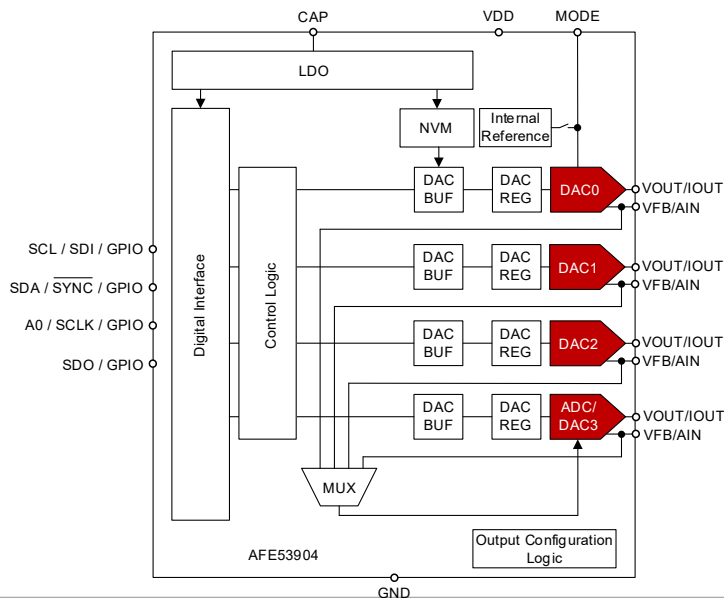 CAP
VDD
MODE
LDO
NVM
Internal
Reference
DAC
BUF
DAC
REG
DAC0
VOUT/IOUT
VFB/AIN
SCL / SDI / GPIO
SDA / SYNC / GPIO
A0 / SCLK / GPIO
SDO / GPIO
Digital Interface
Control Logic
DAC
BUF
DAC
REG
DAC1
VOUT/IOUT
VFB/AIN
DAC
BUF
DAC
REG
DAC2
VOUT/IOUT
VFB/AIN
DAC
BUF
DAC
REG
ADC/
DAC3
VOUT/IOUT
VFB/AIN
MUX
Output Configuration
Logic
AFE53904
GND